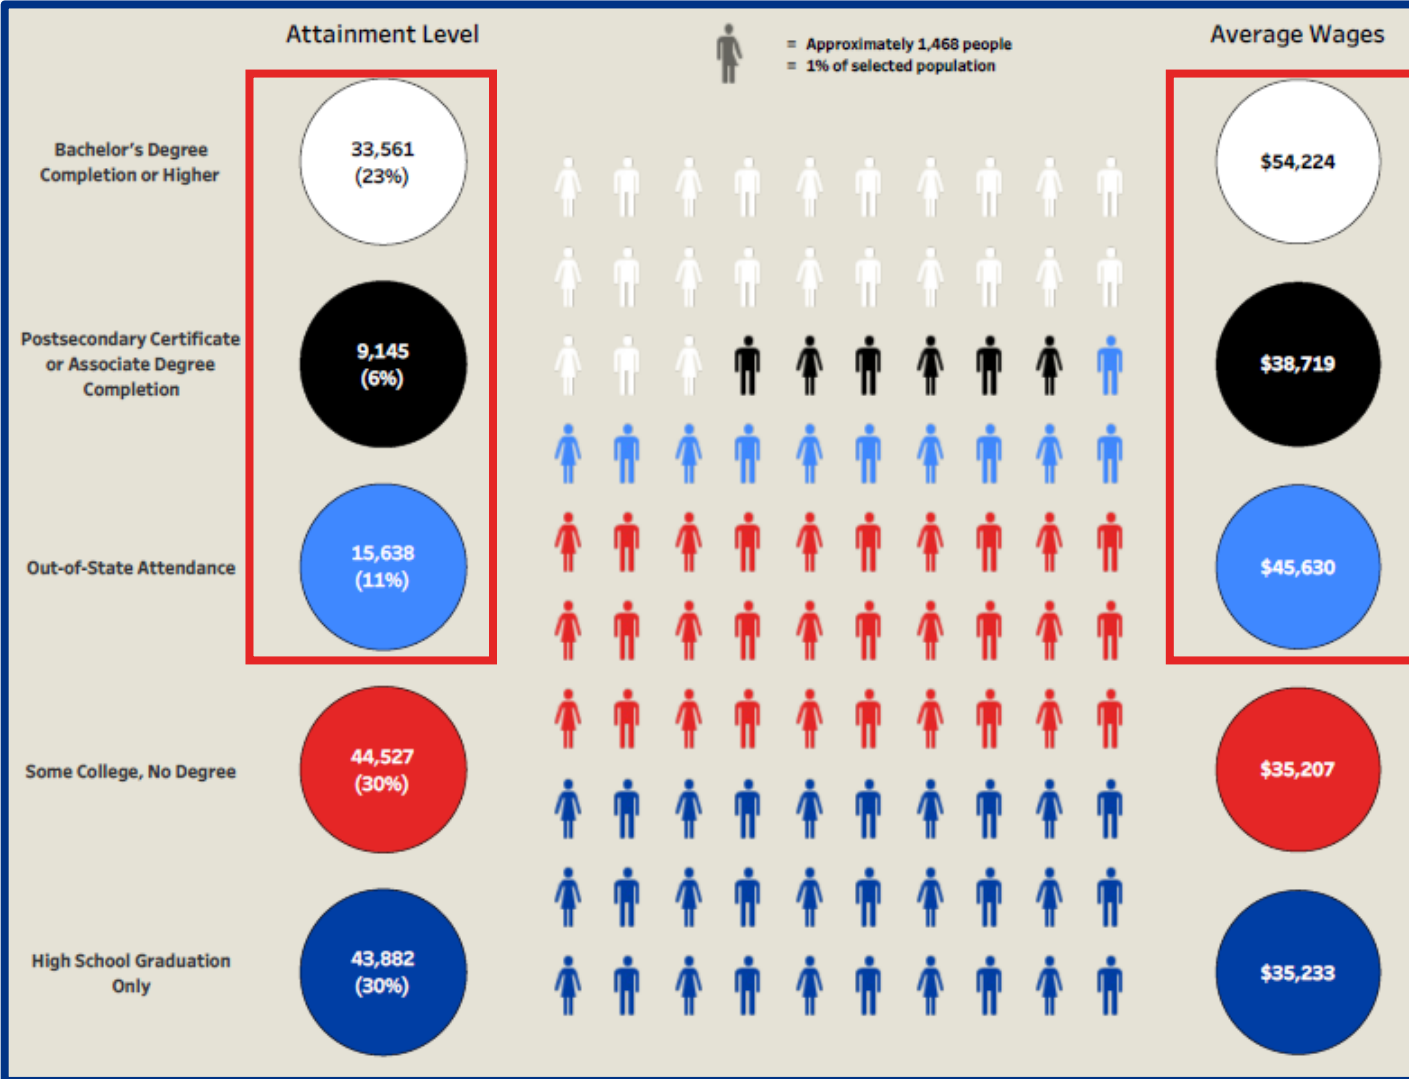 Attainment Level
= Approximately 1,468 people
= 1% of selected population
Average Wages
Bachelor's Degree
Completion or Higher
33,561
(23%)
$54,224
Postsecondary Certificate
or Associate Degree
Completion
9,145
(6%)
$38,719
Out-of-State Attendance
15,638
(11%)
$45,630
Some College, No Degree
44,527
(30%)
$35,207
High School Graduation
Only
43,882
(30%)
$35,233